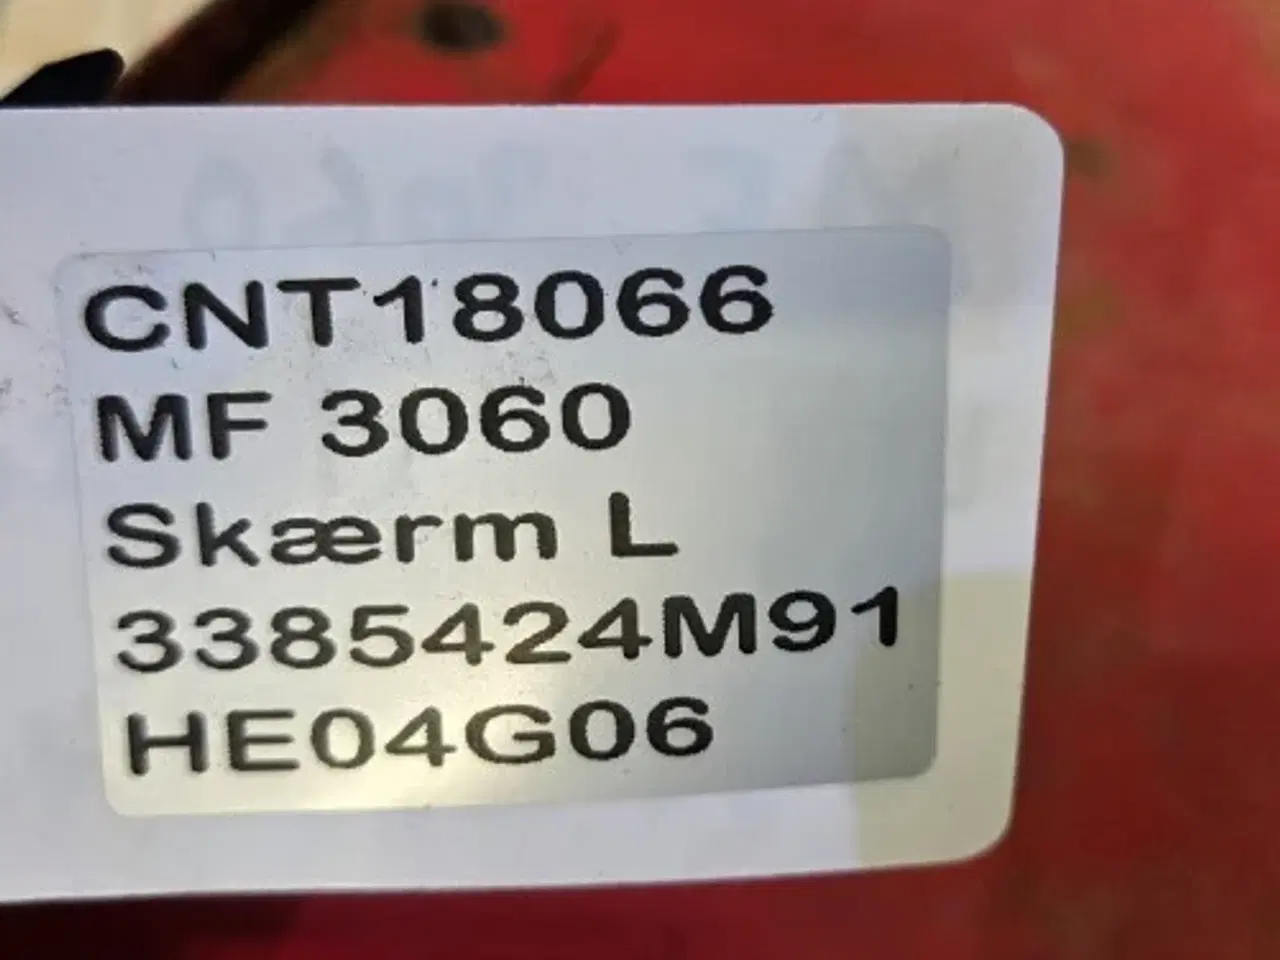 CNT18066
MF 3060
Skærm L
3385424M91
HE04G06